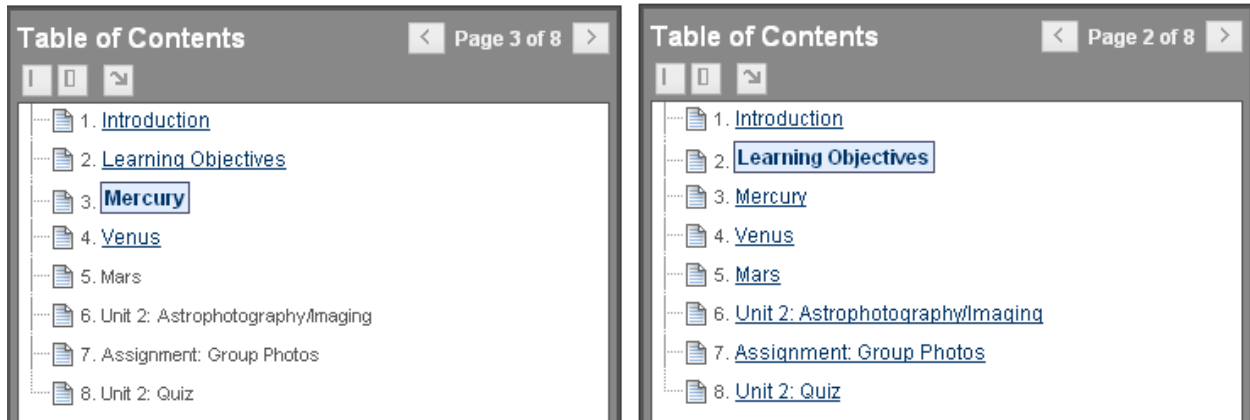 Table of Contents
< Page 3 of 8 >
1. Introduction
2. Learning Objectives
3. Mercury
4. Venus
5. Mars
6. Unit 2: Astrophotography/Imaging
7. Assignment: Group Photos
8. Unit 2: Quiz
Table of Contents
< Page 2 of 8 >
1. Introduction
2. Learning Objectives
3. Mercury
4. Venus
5. Mars
6. Unit 2: Astrophotography/Imaging
7. Assignment: Group Photos
8. Unit 2: Quiz